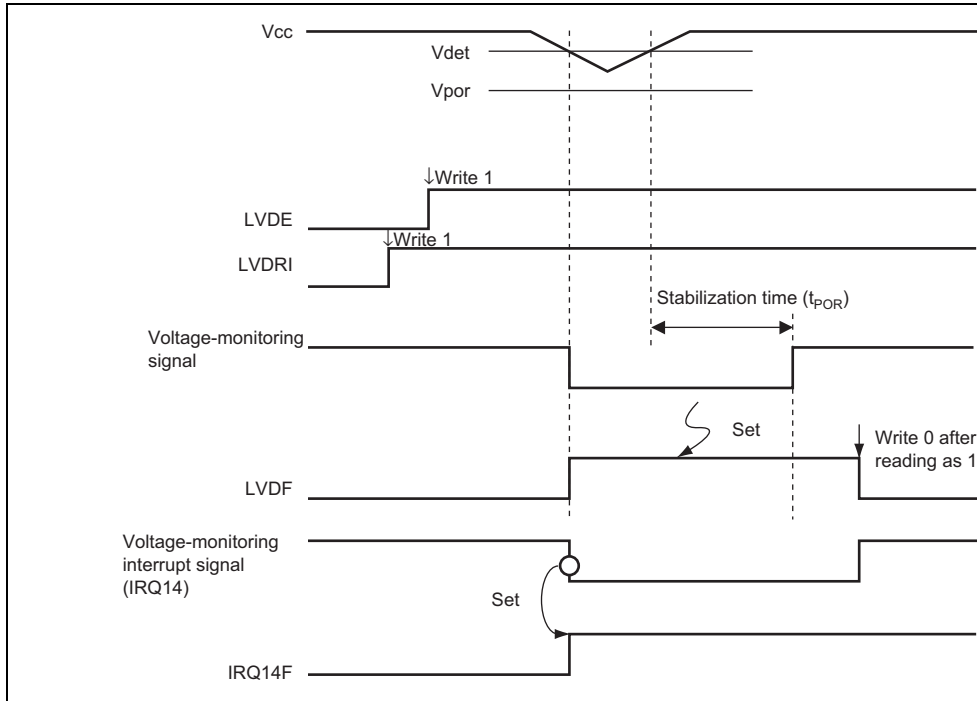 Vcc
Vdet
Vpor
↓Write 1
LVDE
↓Write 1
LVDRI
Stabilization time (tPOR)
Voltage-monitoring
signal
Set
Write 0 after
reading as 1
LVDF
Voltage-monitoring
interrupt signal
(IRQ14)
Set
IRQ14F